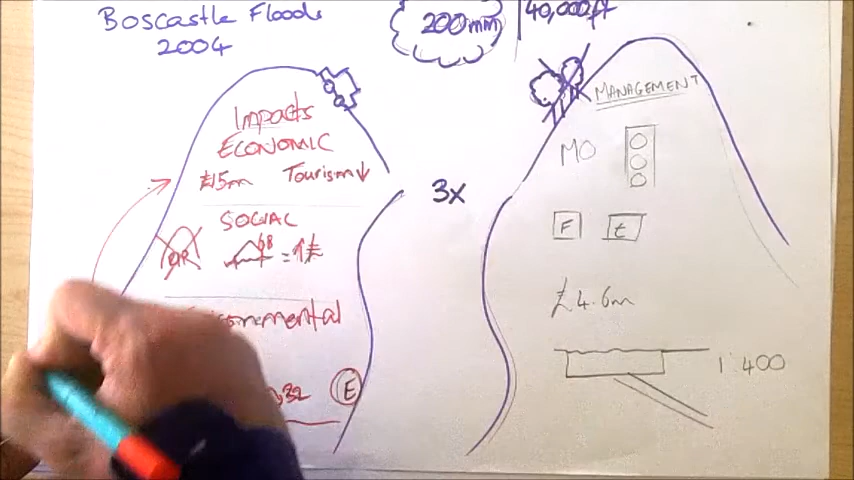 Boscastle Floods
2004
200mm
40,000ft
Impacts
ECONOMIC
£15m Tourism↓
SOCIAL
68 = 1
3x
MANAGEMENT
MO
F t
£4.6m
1:400
E